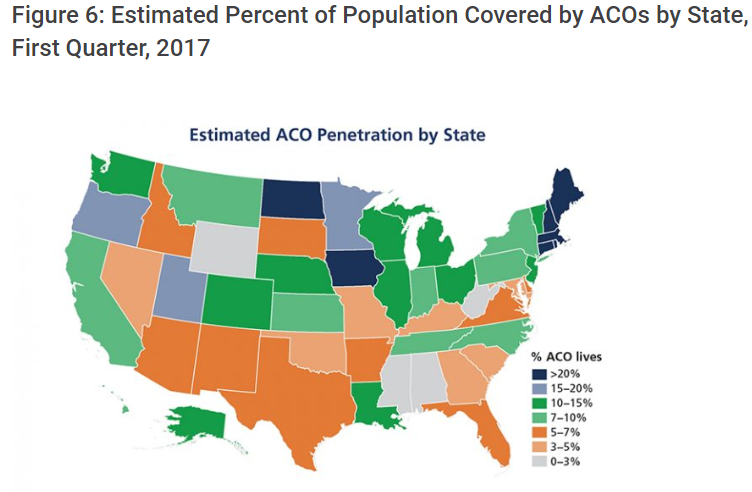 Figure 6: Estimated Percent of Population Covered by ACOs by State,
First Quarter, 2017
Estimated ACO Penetration by State
% ACO lives
>20%
15–20%
10–15%
7–10%
5–7%
3–5%
0–3%